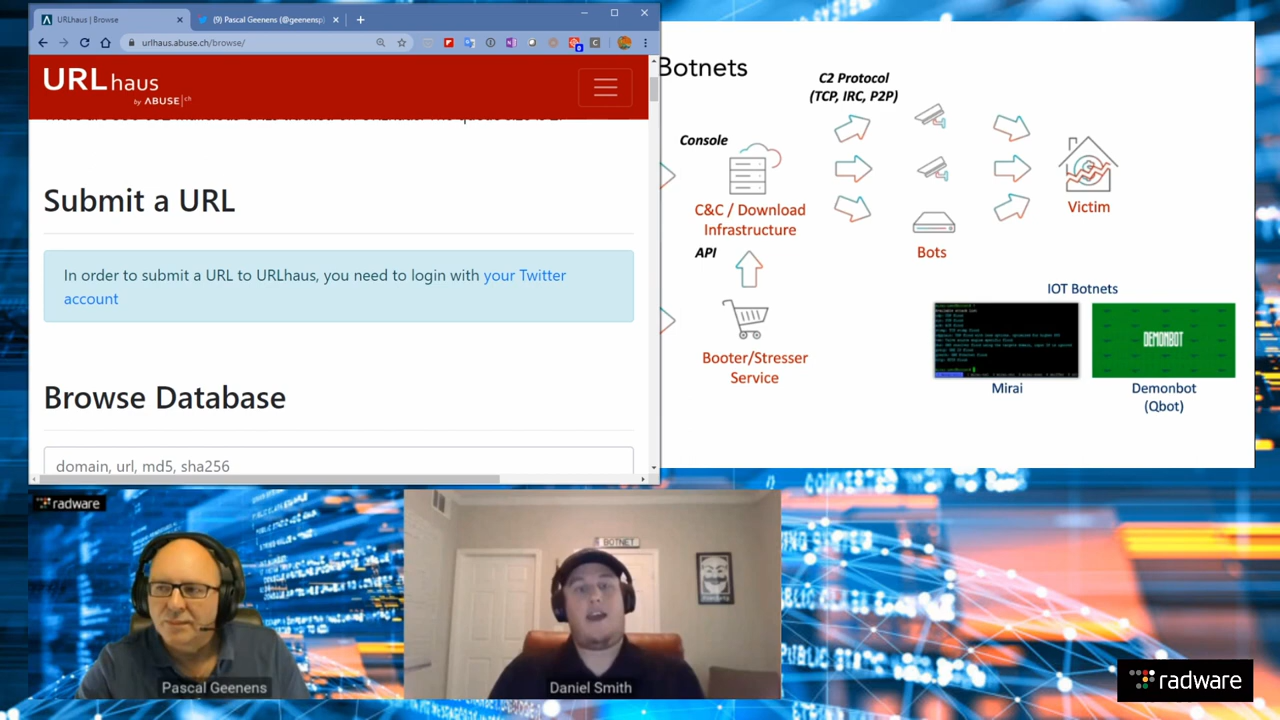 URLhaus | Browse
(9) Pascal Geenens (@geenensp
urlhaus.abuse.ch/browse/
URLhaus
by ABUSE|ch
Submit a URL
In order to submit a URL to URLhaus, you need to login with your Twitter
account
Browse Database
domain, url, md5, sha256
Botnets
C2 Protocol
(TCP, IRC, P2P)
Console
C&C / Download
Infrastructure
Victim
API
Bots
IOT Botnets
Booter/Stresser
Service
DEMONBOT
Mirai
Demonbot
(Qbot)
radware
BOTNET
Pascal Geenens
Daniel Smith
radware